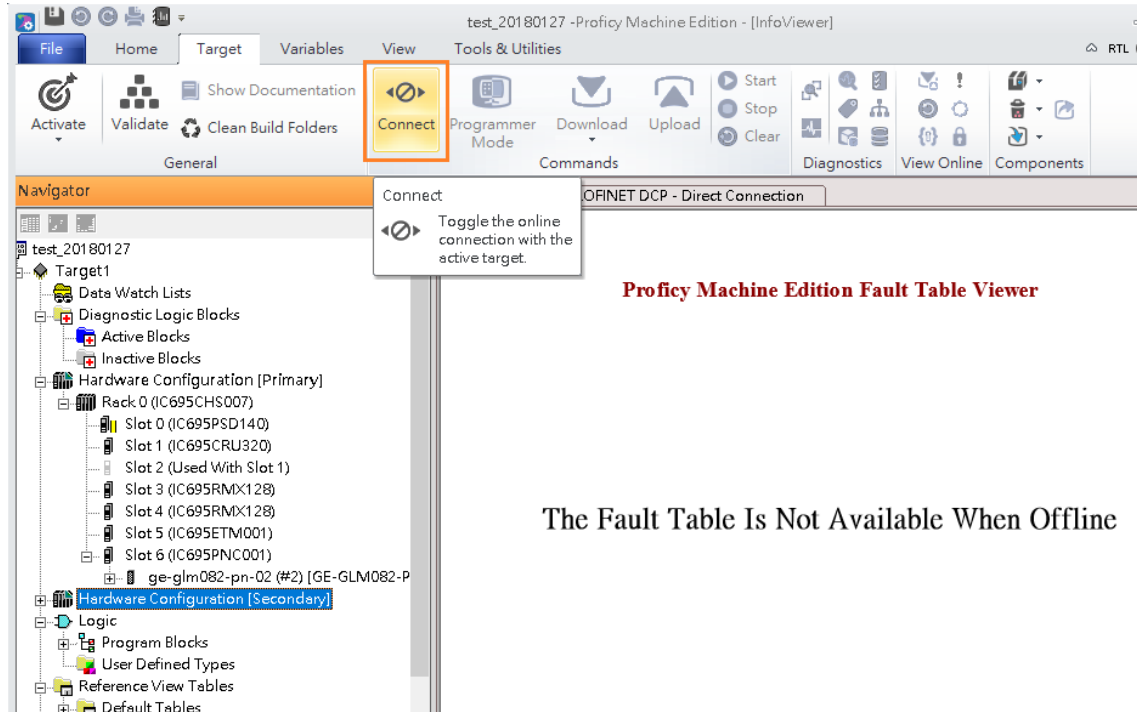 test_20180127 -Proficy Machine Edition - [InfoViewer]
File Home Target Variables View Tools & Utilities
RTL
Activate
Validate
Show Documentation
Clean Build Folders
General
Connect
Programmer Mode
Download
Upload
Start
Stop
Clear
Commands
Diagnostics
View Online
Components
Navigator
Connect
Toggle the online
connection with the
active target.
OFINET DCP - Direct Connection
test_20180127
Target1
Data Watch Lists
Diagnostic Logic Blocks
Active Blocks
Inactive Blocks
Hardware Configuration [Primary]
Rack 0 (IC695CHS007)
Slot 0 (IC695PSD140)
Slot 1 (IC695CRU320)
Slot 2 (Used With Slot 1)
Slot 3 (IC695RMX128)
Slot 4 (IC695RMX128)
Slot 5 (IC695ETM001)
Slot 6 (IC695PNC001)
ge-glm082-pn-02 (#2) [GE-GLM082-P
Hardware Configuration [Secondary]
Logic
Program Blocks
User Defined Types
Reference View Tables
Default Tables
Proficy Machine Edition Fault Table Viewer
The Fault Table Is Not Available When Offline